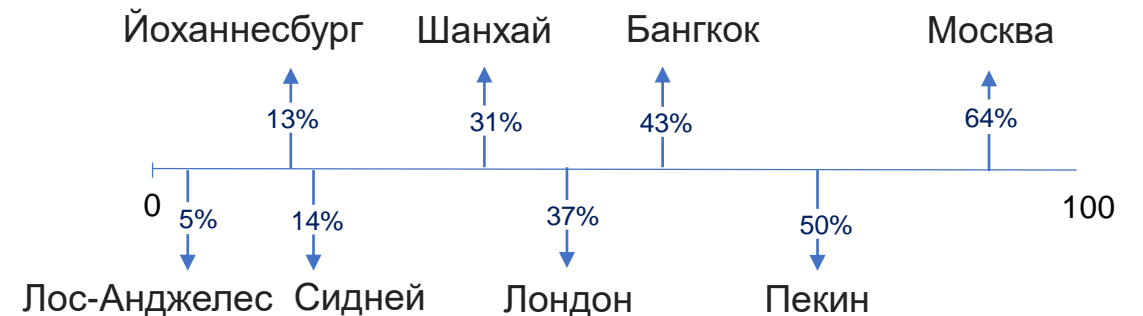 Йоханнесбург Шанхай Бангкок Москва
13% 31% 43% 64%
0 100
5% 14% 37% 50%
Лос-Анджелес Сидней Лондон Пекин